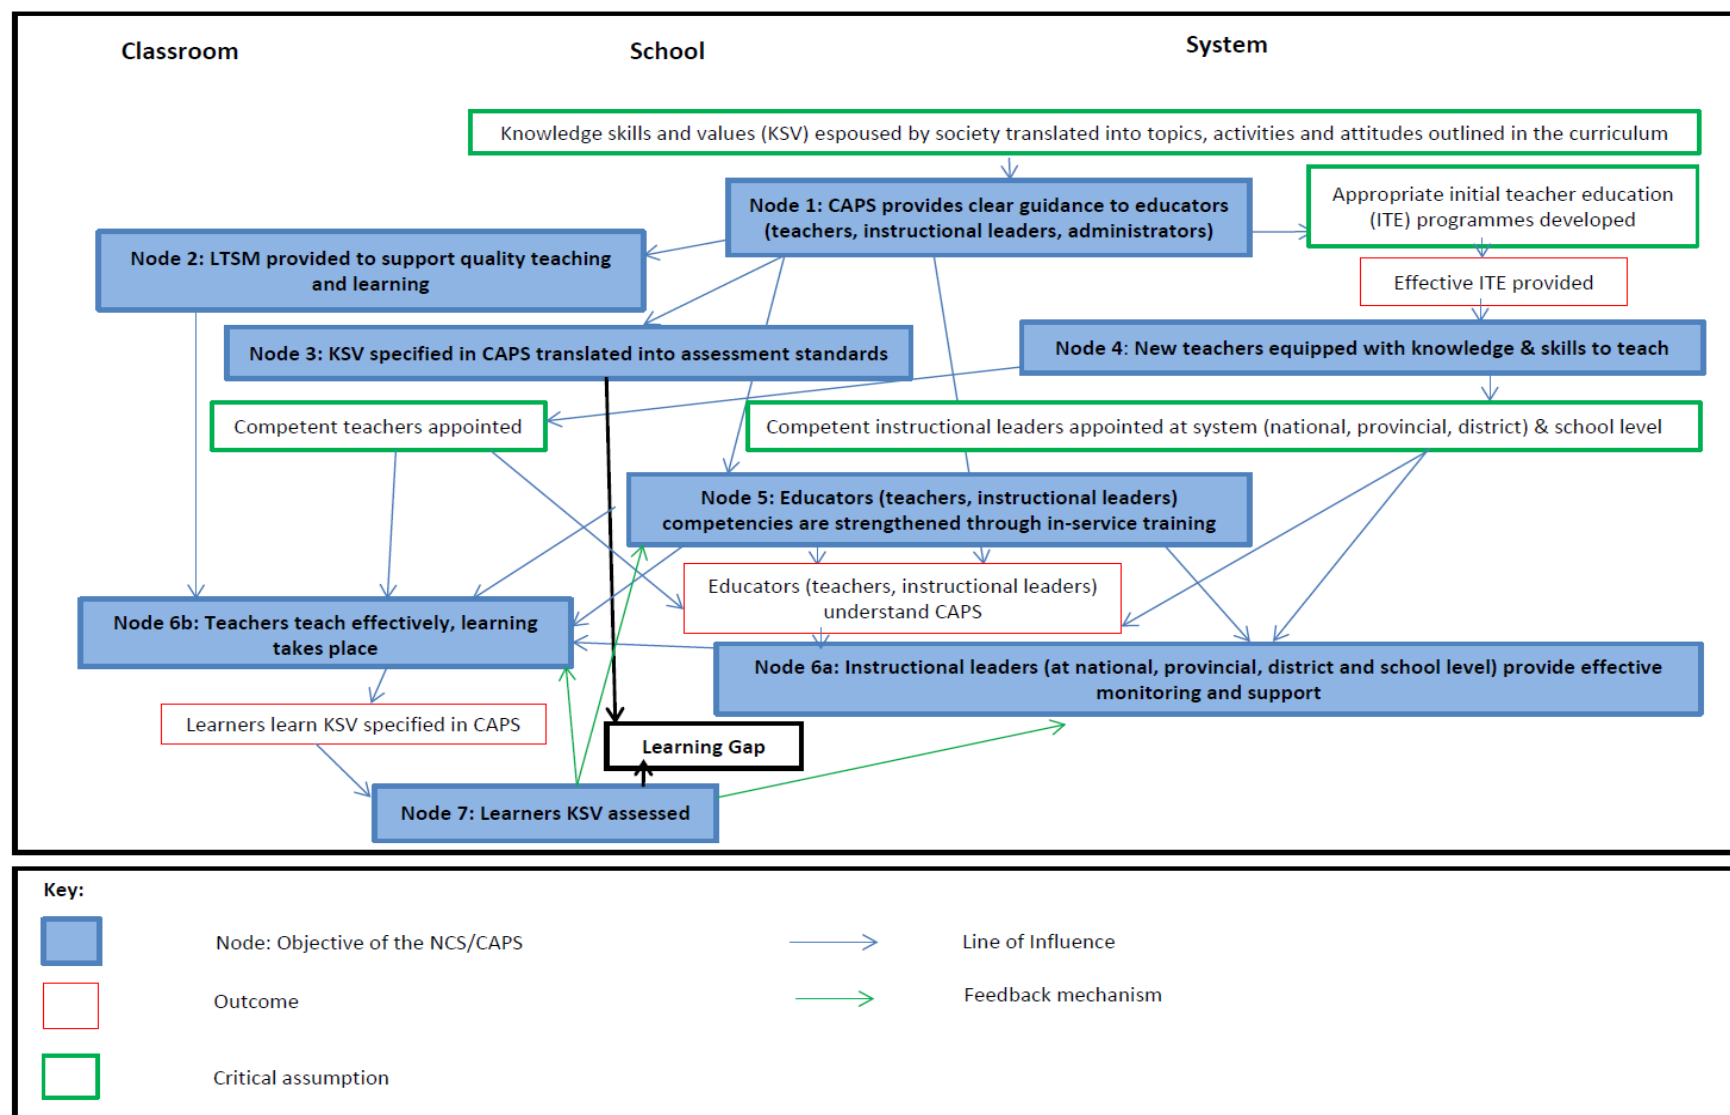 Classroom
School
System
Knowledge skills and values (KSV) espoused by society translated into topics, activities and attitudes outlined in the curriculum
Node 1: CAPS provides clear guidance to educators
(teachers, instructional leaders, administrators)
Appropriate initial teacher education
(ITE) programmes developed
Node 2: LTSM provided to support quality teaching
and learning
Effective ITE provided
Node 3: KSV specified in CAPS translated into assessment standards
Node 4: New teachers equipped with knowledge & skills to teach
Competent teachers appointed
Competent instructional leaders appointed at system (national, provincial, district) & school level
Node 5: Educators (teachers, instructional leaders)
competencies are strengthened through in-service training
Educators (teachers, instructional leaders)
understand CAPS
Node 6b: Teachers teach effectively, learning
takes place
Node 6a: Instructional leaders (at national, provincial, district and school level) provide effective
monitoring and support
Learners learn KSV specified in CAPS
Learning Gap
Node 7: Learners KSV assessed
Key:
Node: Objective of the NCS/CAPS
Line of Influence
Outcome
Feedback mechanism
Critical assumption